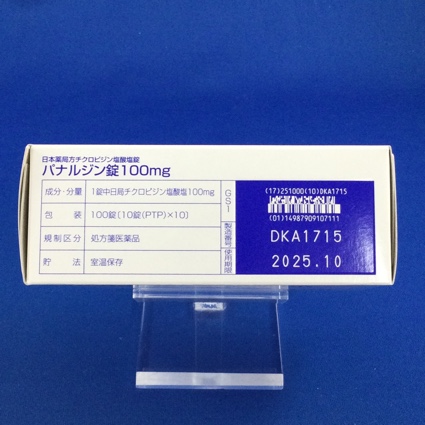 日本薬局方チクロピジン塩酸塩錠
パナルジン錠100mg
成分・分量 1錠中日局チクロピジン塩酸塩100mg
包装 100錠(10錠(PTP)×10)
規制区分 処方箋医薬品
貯法 室温保存
GS1
(17)251000(10)DKA1715
(01)14987909107111
製造番号 DKA1715
使用期限 2025.10